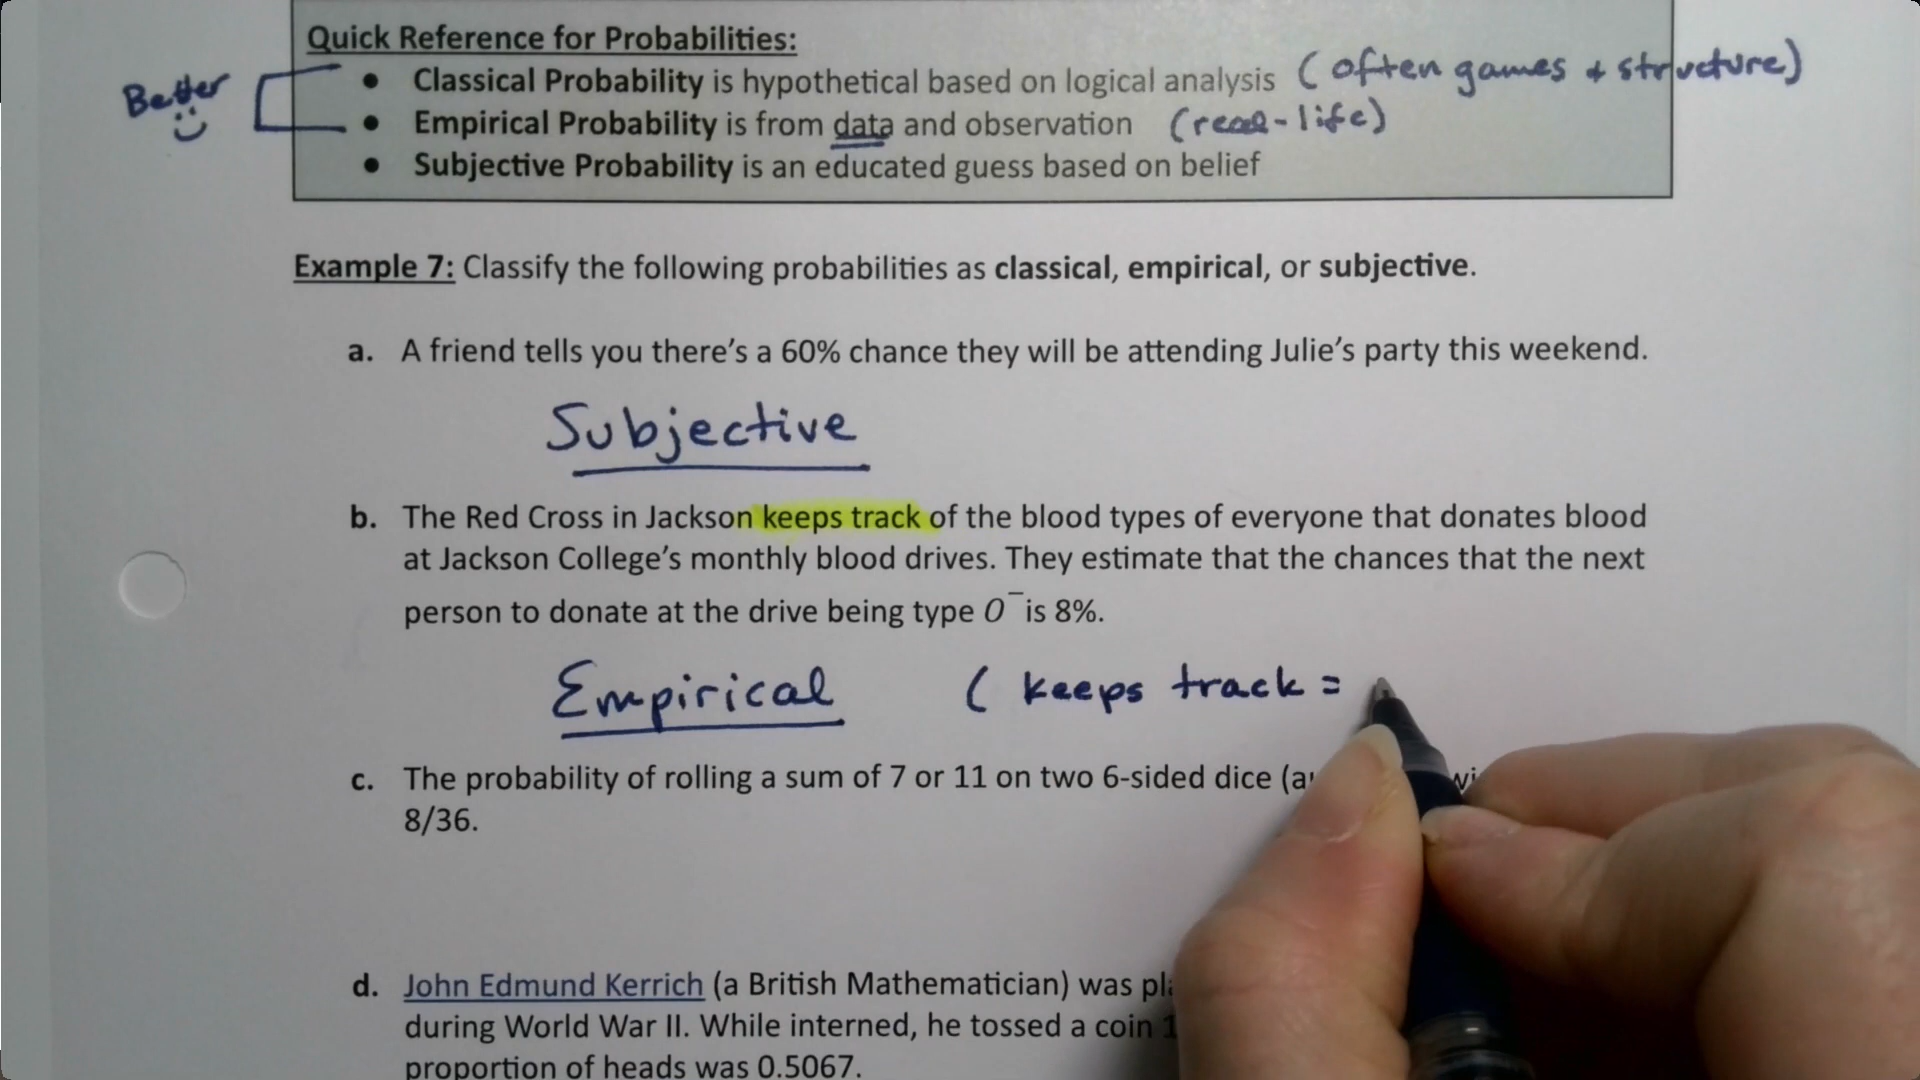 Quick Reference for Probabilities:
Better
• Classical Probability is hypothetical based on logical analysis (often games + structure)
• Empirical Probability is from data and observation (real-life)
• Subjective Probability is an educated guess based on belief
Example 7: Classify the following probabilities as classical, empirical, or subjective.
a. A friend tells you there's a 60% chance they will be attending Julie's party this weekend.
Subjective
b. The Red Cross in Jackson keeps track of the blood types of everyone that donates blood
at Jackson College's monthly blood drives. They estimate that the chances that the next
person to donate at the drive being type O⁻ is 8%.
Empirical ( keeps track =
c. The probability of rolling a sum of 7 or 11 on two 6-sided dice
8/36.
d. John Edmund Kerrich (a British Mathematician) was
during World War II. While interned, he tossed a coin
proportion of heads was 0.5067.